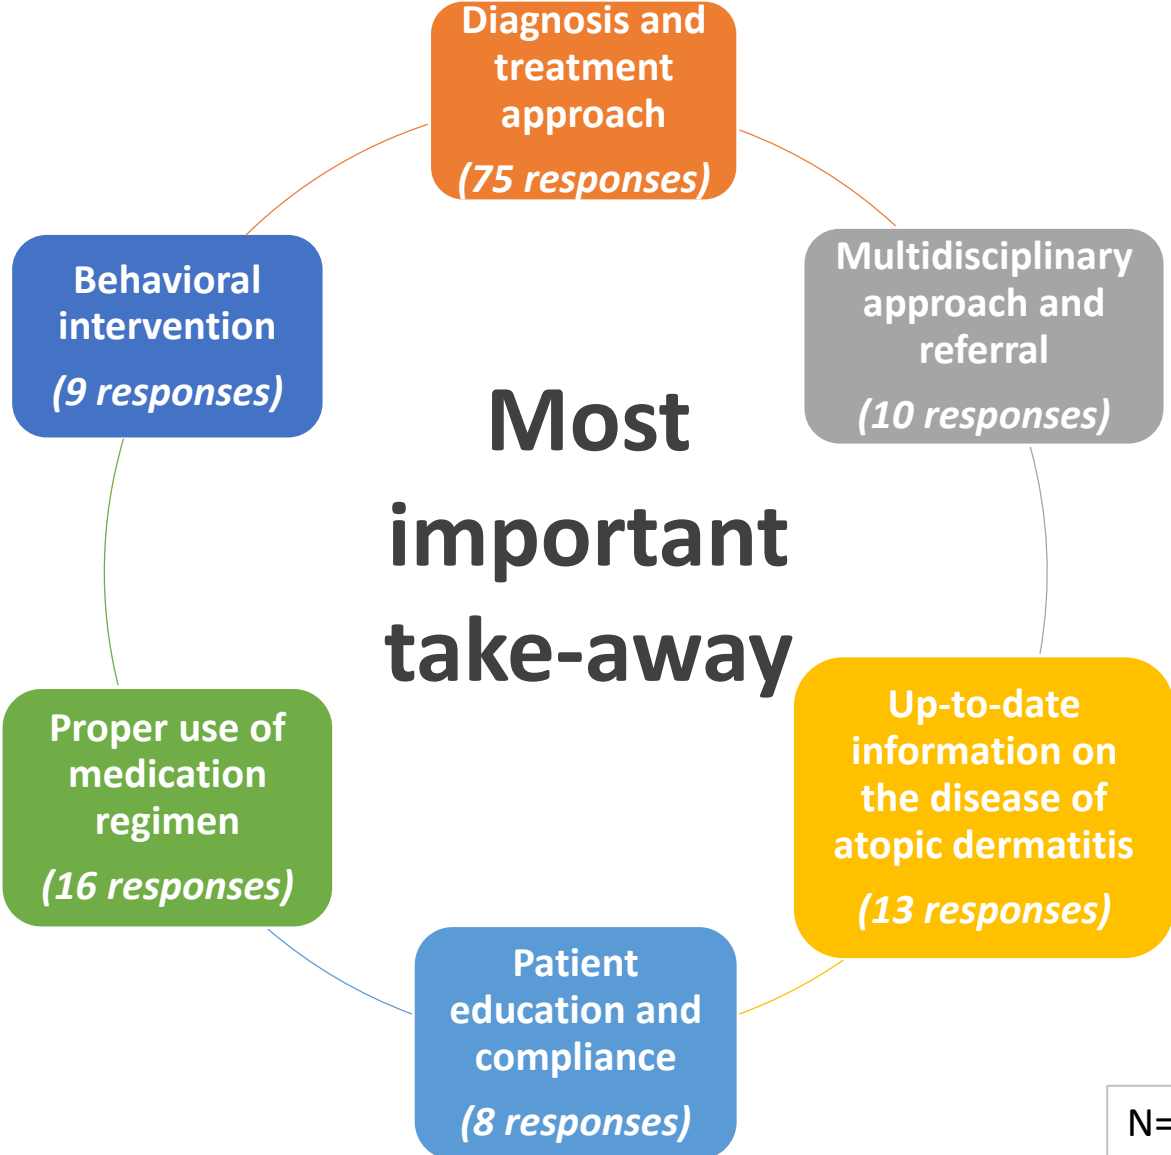 Diagnosis and
treatment
approach
(75 responses)
Multidisciplinary
approach and
referral
(10 responses)
Up-to-date
information on
the disease of
atopic dermatitis
(13 responses)
Patient
education and
compliance
(8 responses)
Proper use of
medication
regimen
(16 responses)
Behavioral
intervention
(9 responses)
Most
important
take-away
N=